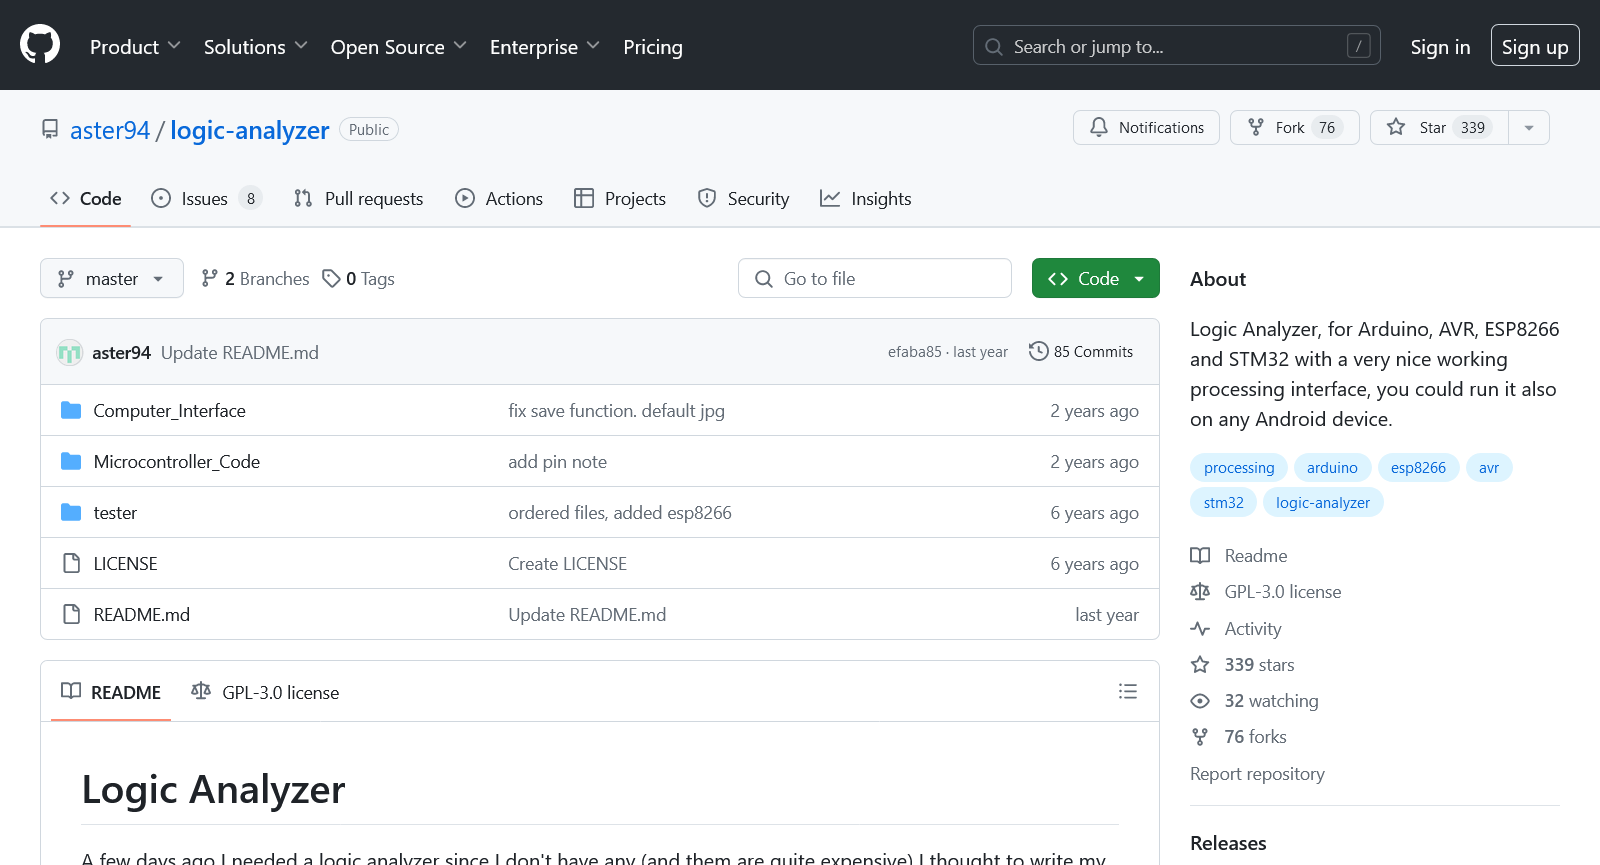 Product Solutions Open Source Enterprise Pricing Search or jump to... / Sign in Sign up
aster94 / logic-analyzer Public Notifications Fork 76 Star 339
Code Issues 8 Pull requests Actions Projects Security Insights
master 2 Branches 0 Tags Go to file Code
aster94 Update README.md efaba85 · last year 85 Commits
Computer_Interface fix save function. default jpg 2 years ago
Microcontroller_Code add pin note 2 years ago
tester ordered files, added esp8266 6 years ago
LICENSE Create LICENSE 6 years ago
README.md Update README.md last year
README GPL-3.0 license
Logic Analyzer
A few days ago I needed a logic analyzer since I don't have any (and them are quite expensive) I thought to write my
About
Logic Analyzer, for Arduino, AVR, ESP8266
and STM32 with a very nice working
processing interface, you could run it also
on any Android device.
processing arduino esp8266 avr
stm32 logic-analyzer
Readme
GPL-3.0 license
Activity
339 stars
32 watching
76 forks
Report repository
Releases